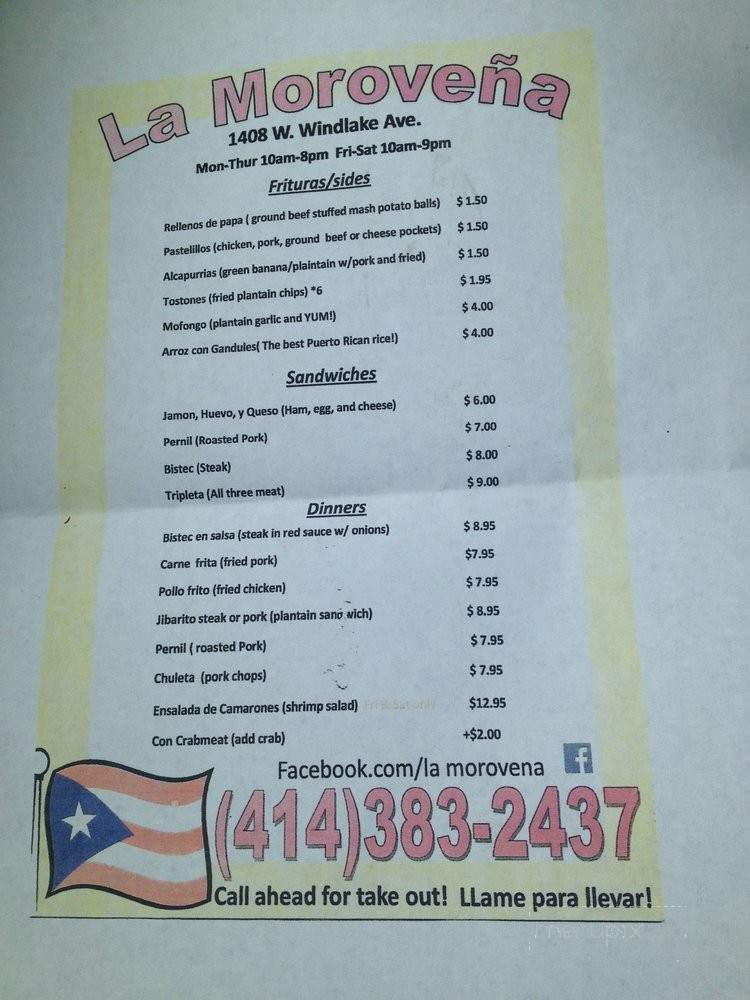 La Moroveña
1408 W. Windlake Ave.
Mon-Thur 10am-8pm Fri-Sat 10am-9pm
Frituras/sides
Rellenos de papa ( ground beef stuffed mash potato balls) $ 1.50
Pastelillos (chicken, pork, ground beef or cheese pockets) $ 1.50
Alcapurrias (green banana/plaintain w/pork and fried) $ 1.50
Tostones (fried plantain chips) *6 $ 1.95
Mofongo (plantain garlic and YUM!) $ 4.00
Arroz con Gandules( The best Puerto Rican rice!) $ 4.00
Sandwiches
Jamon, Huevo, y Queso (Ham, egg, and cheese) $ 6.00
Pernil (Roasted Pork) $ 7.00
Bistec (Steak) $ 8.00
Tripleta (All three meat) $ 9.00
Dinners
Bistec en salsa (steak in red sauce w/ onions) $ 8.95
Carne frita (fried pork) $7.95
Pollo frito (fried chicken) $ 7.95
Jibarito steak or pork (plantain sandwich) $ 8.95
Pernil ( roasted Pork) $ 7.95
Chuleta (pork chops) $ 7.95
Ensalada de Camarones (shrimp salad) Fri & Sat only $12.95
Con Crabmeat (add crab) +$2.00
Facebook.com/la morovena f
(414)383-2437
Call ahead for take out! LLame para llevar!
menupix